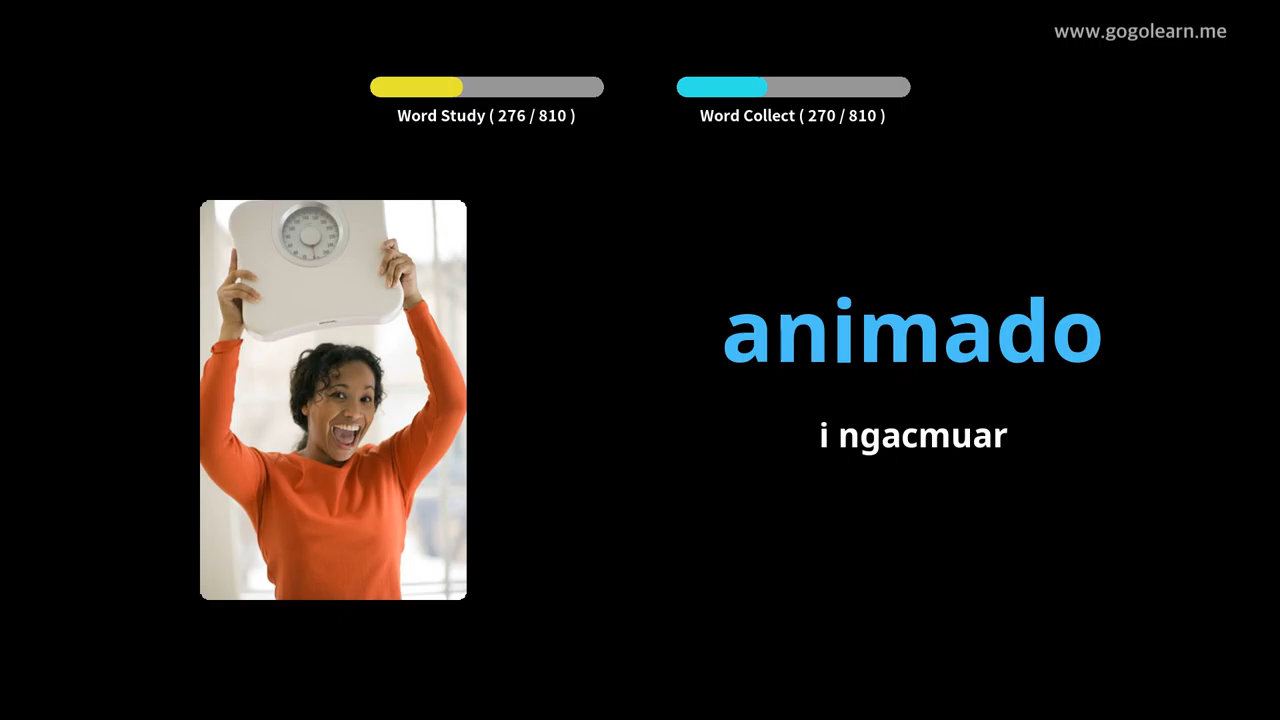 www.gogolearn.me
Word Study ( 276 / 810 )
Word Collect ( 270 / 810 )
animado
i ngacmuar